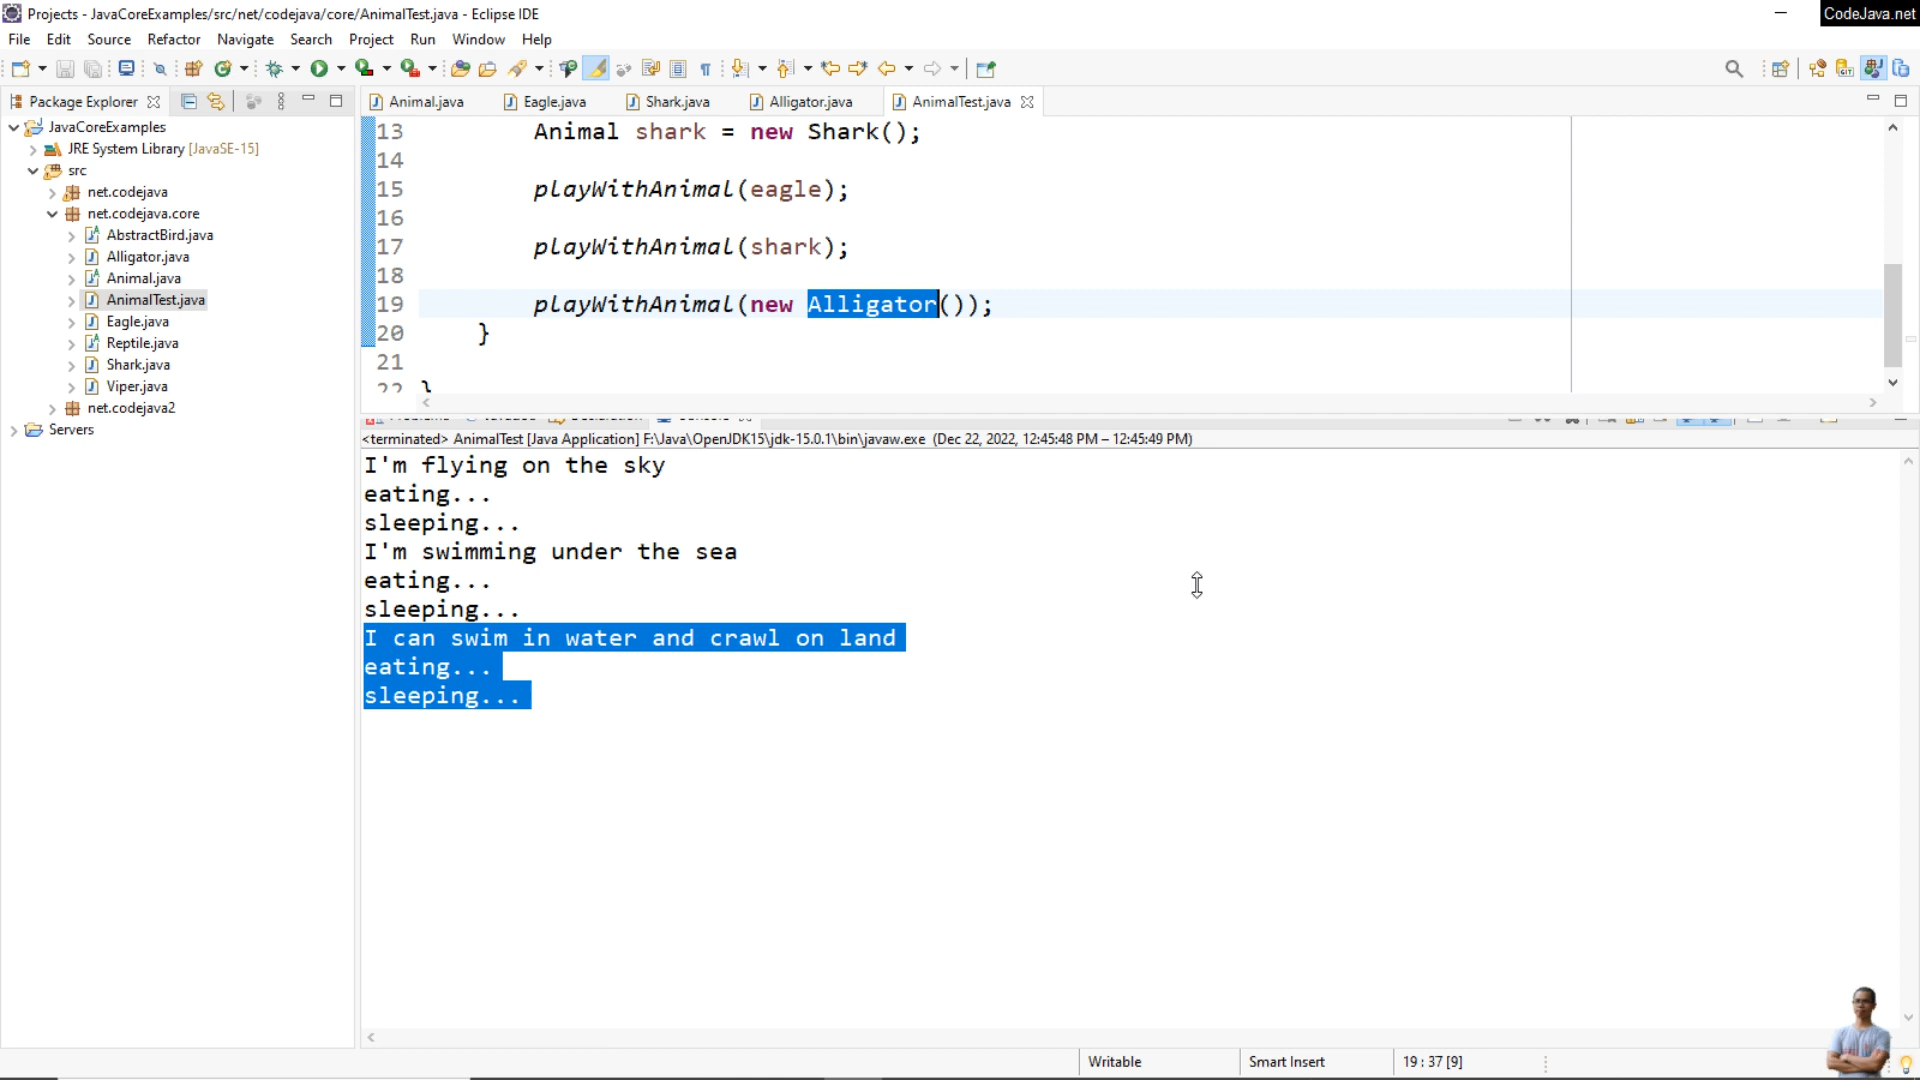 Projects - JavaCoreExamples/src/net/codejava/core/AnimalTest.java - Eclipse IDE
CodeJava.net
File Edit Source Refactor Navigate Search Project Run Window Help
Package Explorer
Animal.java Eagle.java Shark.java Alligator.java AnimalTest.java
JavaCoreExamples
JRE System Library [JavaSE-15]
src
net.codejava
net.codejava.core
AbstractBird.java
Alligator.java
Animal.java
AnimalTest.java
Eagle.java
Reptile.java
Shark.java
Viper.java
net.codejava2
Servers
13 Animal shark = new Shark();
14
15 playWithAnimal(eagle);
16
17 playWithAnimal(shark);
18
19 playWithAnimal(new Alligator());
20 }
21
22 }
<terminated> AnimalTest [Java Application] F:\Java\OpenJDK15\jdk-15.0.1\bin\javaw.exe (Dec 22, 2022, 12:45:48 PM – 12:45:49 PM)
I'm flying on the sky
eating...
sleeping...
I'm swimming under the sea
eating...
sleeping...
I can swim in water and crawl on land
eating...
sleeping...
Writable Smart Insert 19 : 37 [9]